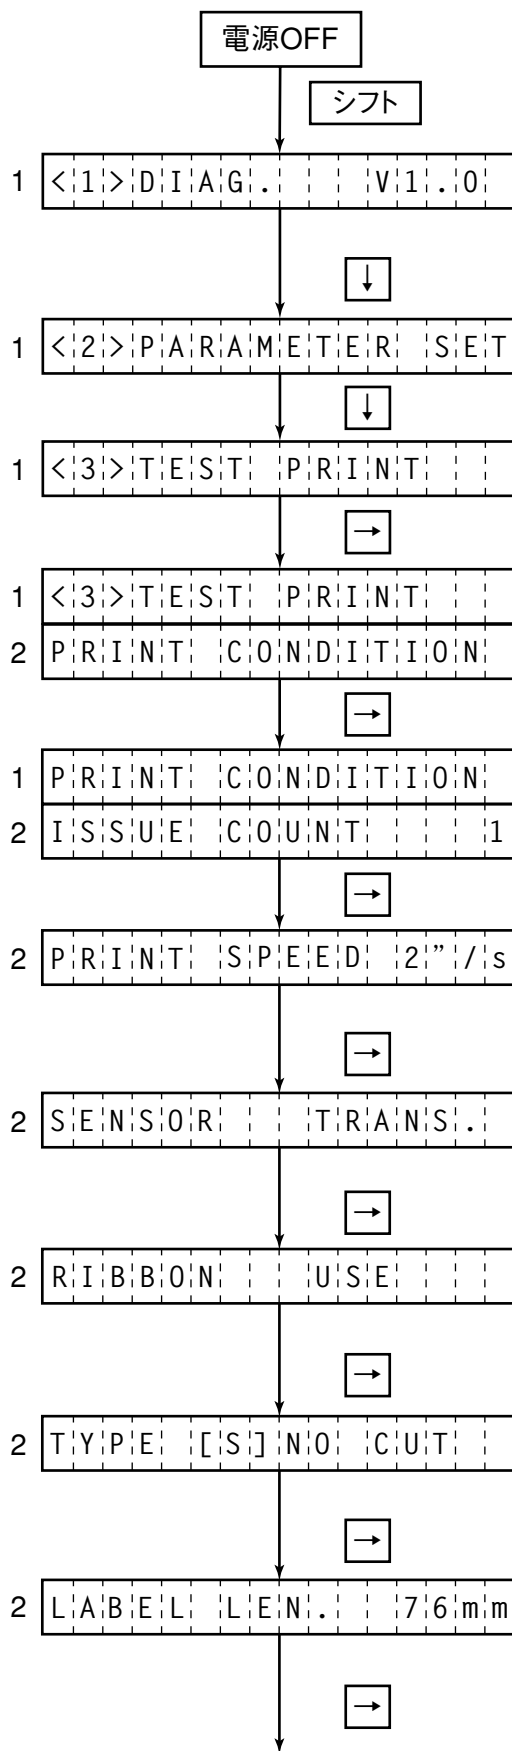 電源OFF
シフト
1 <1>DIAG.    V1.0
↓
1 <2>PARAMETER SET
↓
1 <3>TEST PRINT
→
1 <3>TEST PRINT
2 PRINT CONDITION
→
1 PRINT CONDITION
2 ISSUE COUNT    1
→
2 PRINT SPEED 2”/s
→
2 SENSOR   TRANS.
→
2 RIBBON   USE
→
2 TYPE [S]NO CUT
→
2 LABEL LEN.  76mm
→